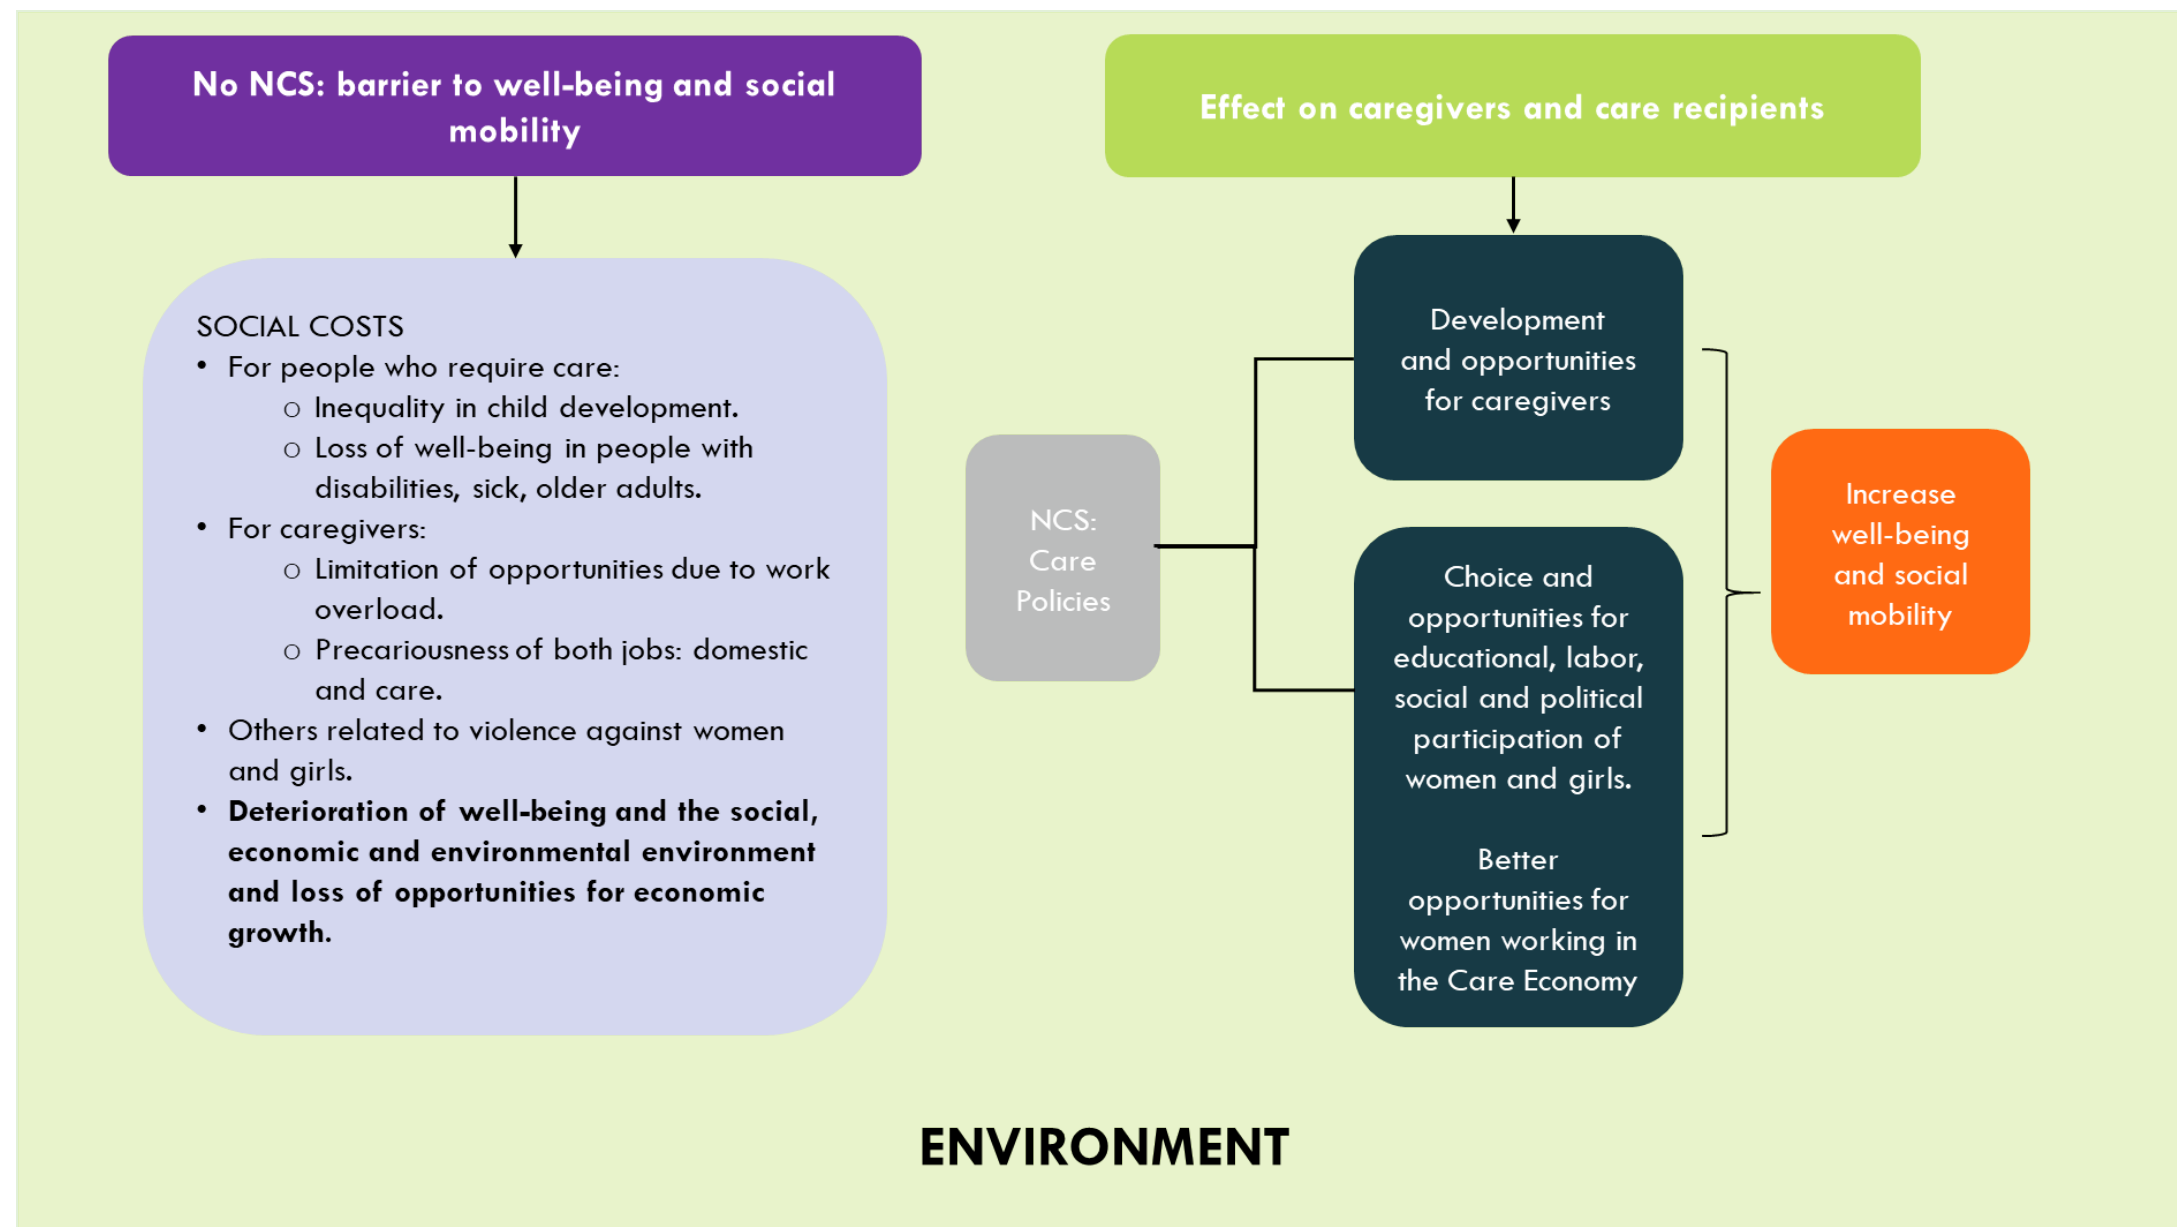 No NCS: barrier to well-being and social
mobility
SOCIAL COSTS
• For people who require care:
o Inequality in child development.
o Loss of well-being in people with
disabilities, sick, older adults.
• For caregivers:
o Limitation of opportunities due to work
overload.
o Precariousness of both jobs: domestic
and care.
• Others related to violence against women
and girls.
• Deterioration of well-being and the social,
economic and environmental environment
and loss of opportunities for economic
growth.
Effect on caregivers and care recipients
NCS:
Care
Policies
Development
and opportunities
for caregivers
Choice and
opportunities for
educational, labor,
social and political
participation of
women and girls.
Better
opportunities for
women working in
the Care Economy
Increase
well-being
and social
mobility
ENVIRONMENT